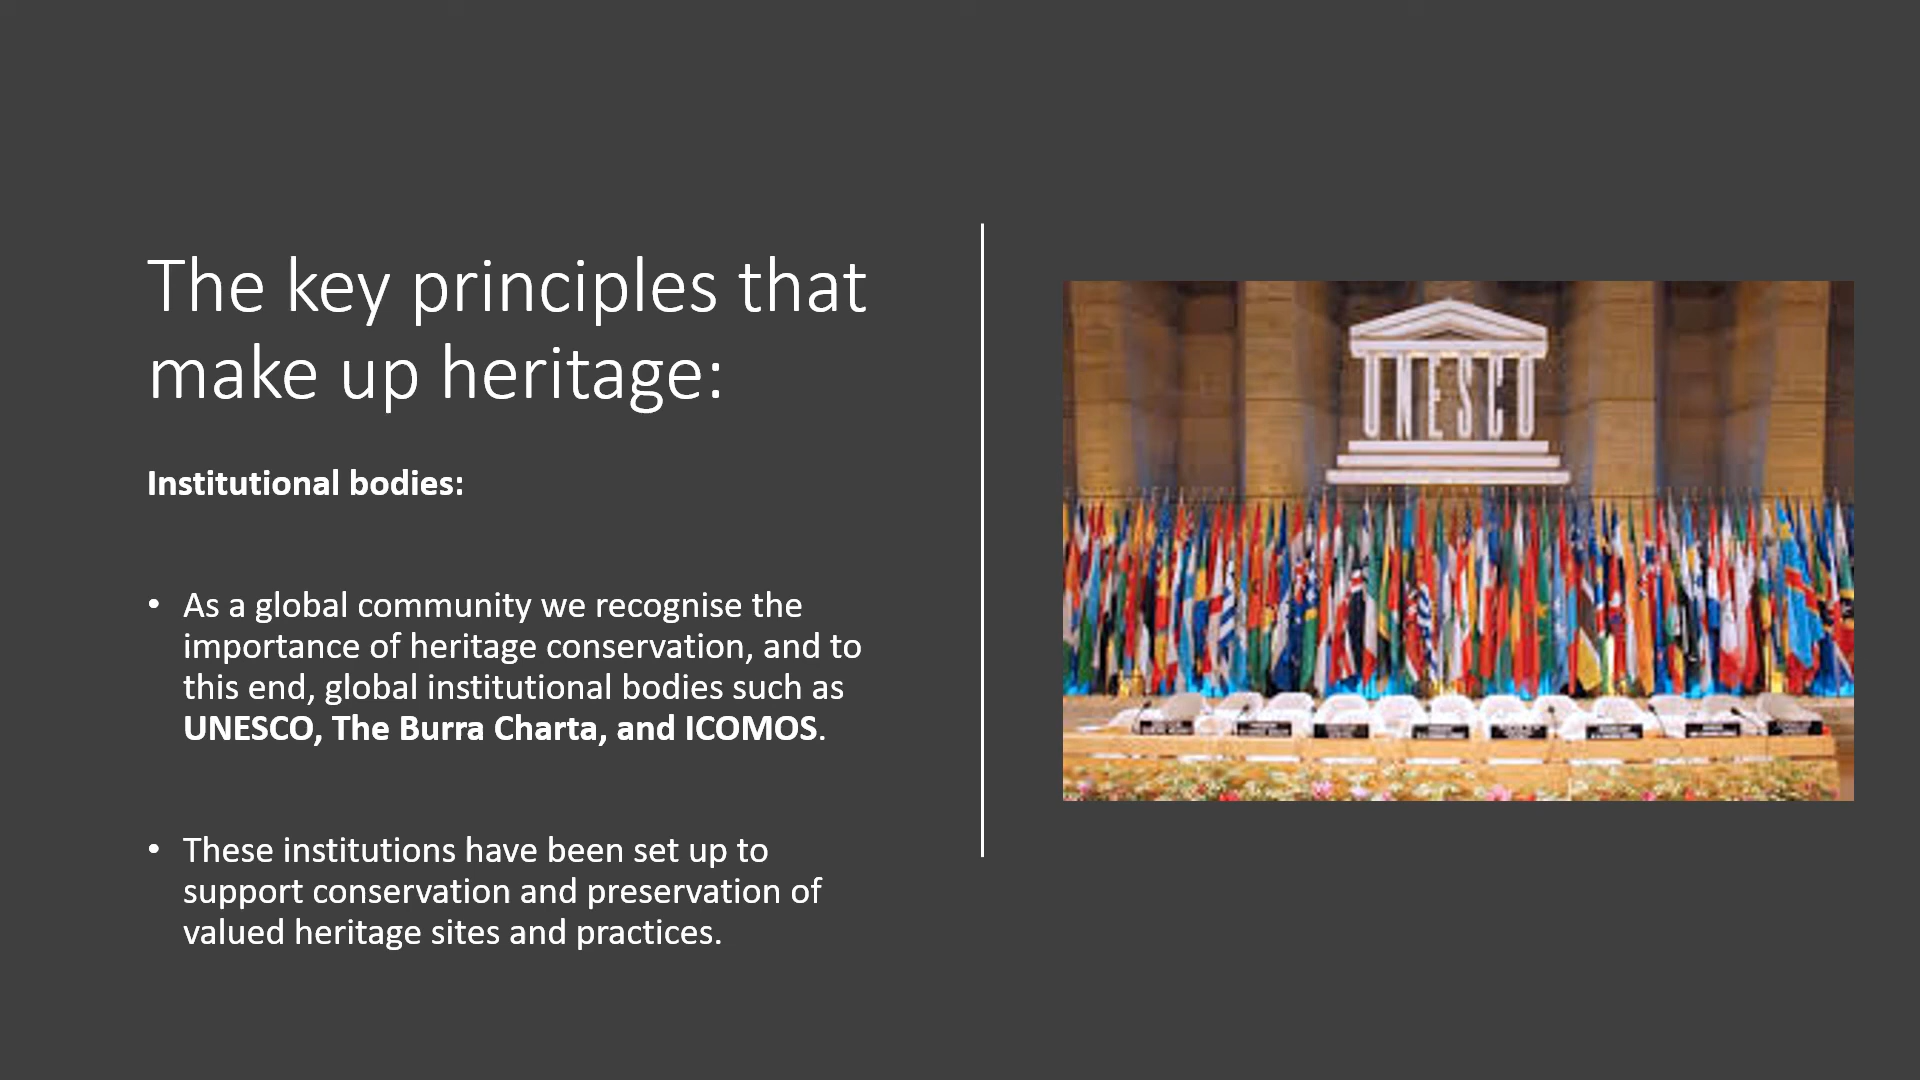 The key principles that
make up heritage:
Institutional bodies:
• As a global community we recognise the
importance of heritage conservation, and to
this end, global institutional bodies such as
UNESCO, The Burra Charta, and ICOMOS.
• These institutions have been set up to
support conservation and preservation of
valued heritage sites and practices.
UNESCO